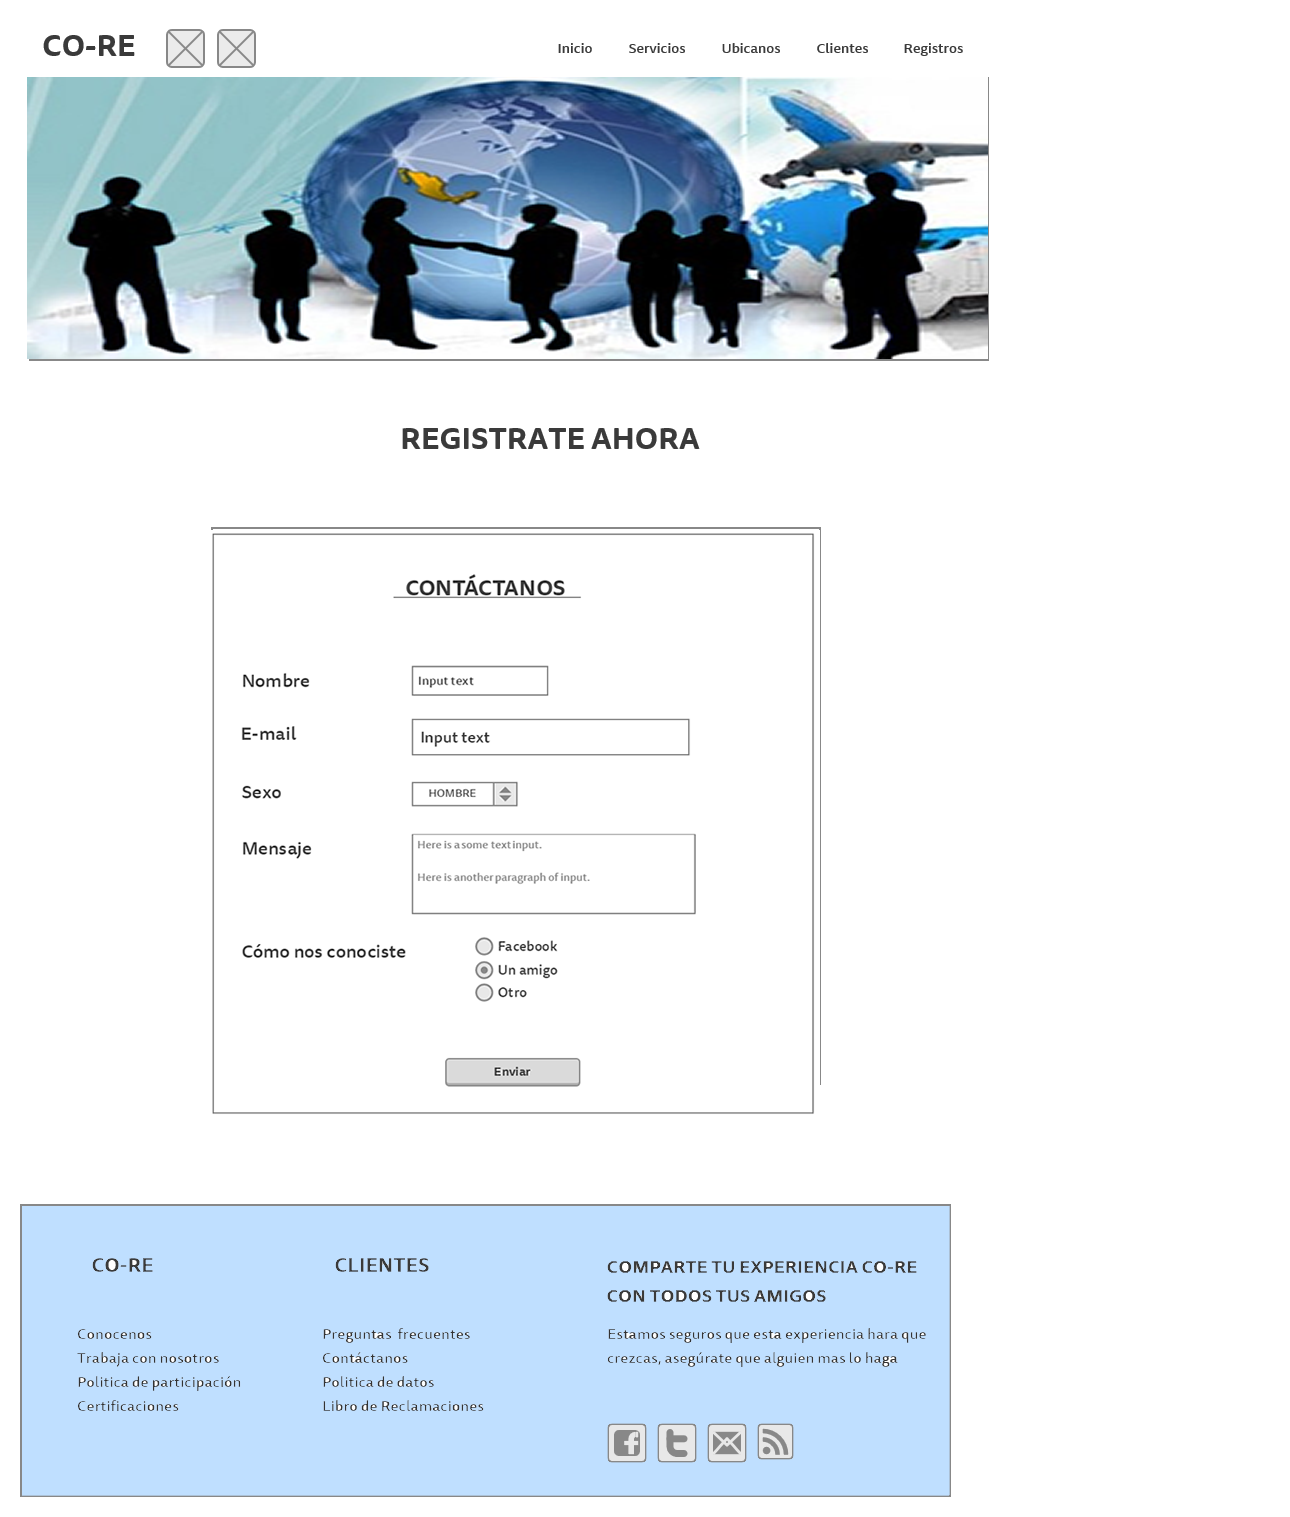 CO-RE
Inicio Servicios Ubicanos Clientes Registros
REGISTRATE AHORA
CONTÁCTANOS
Nombre Input text
E-mail Input text
Sexo HOMBRE
Mensaje Here is a some text input.
Here is another paragraph of input.
Cómo nos conociste Facebook
Un amigo
Otro
Enviar
CO-RE
Conocenos
Trabaja con nosotros
Politica de participación
Certificaciones
CLIENTES
Preguntas frecuentes
Contáctanos
Politica de datos
Libro de Reclamaciones
COMPARTE TU EXPERIENCIA CO-RE
CON TODOS TUS AMIGOS
Estamos seguros que esta experiencia hara que
crezcas, asegúrate que alguien mas lo haga